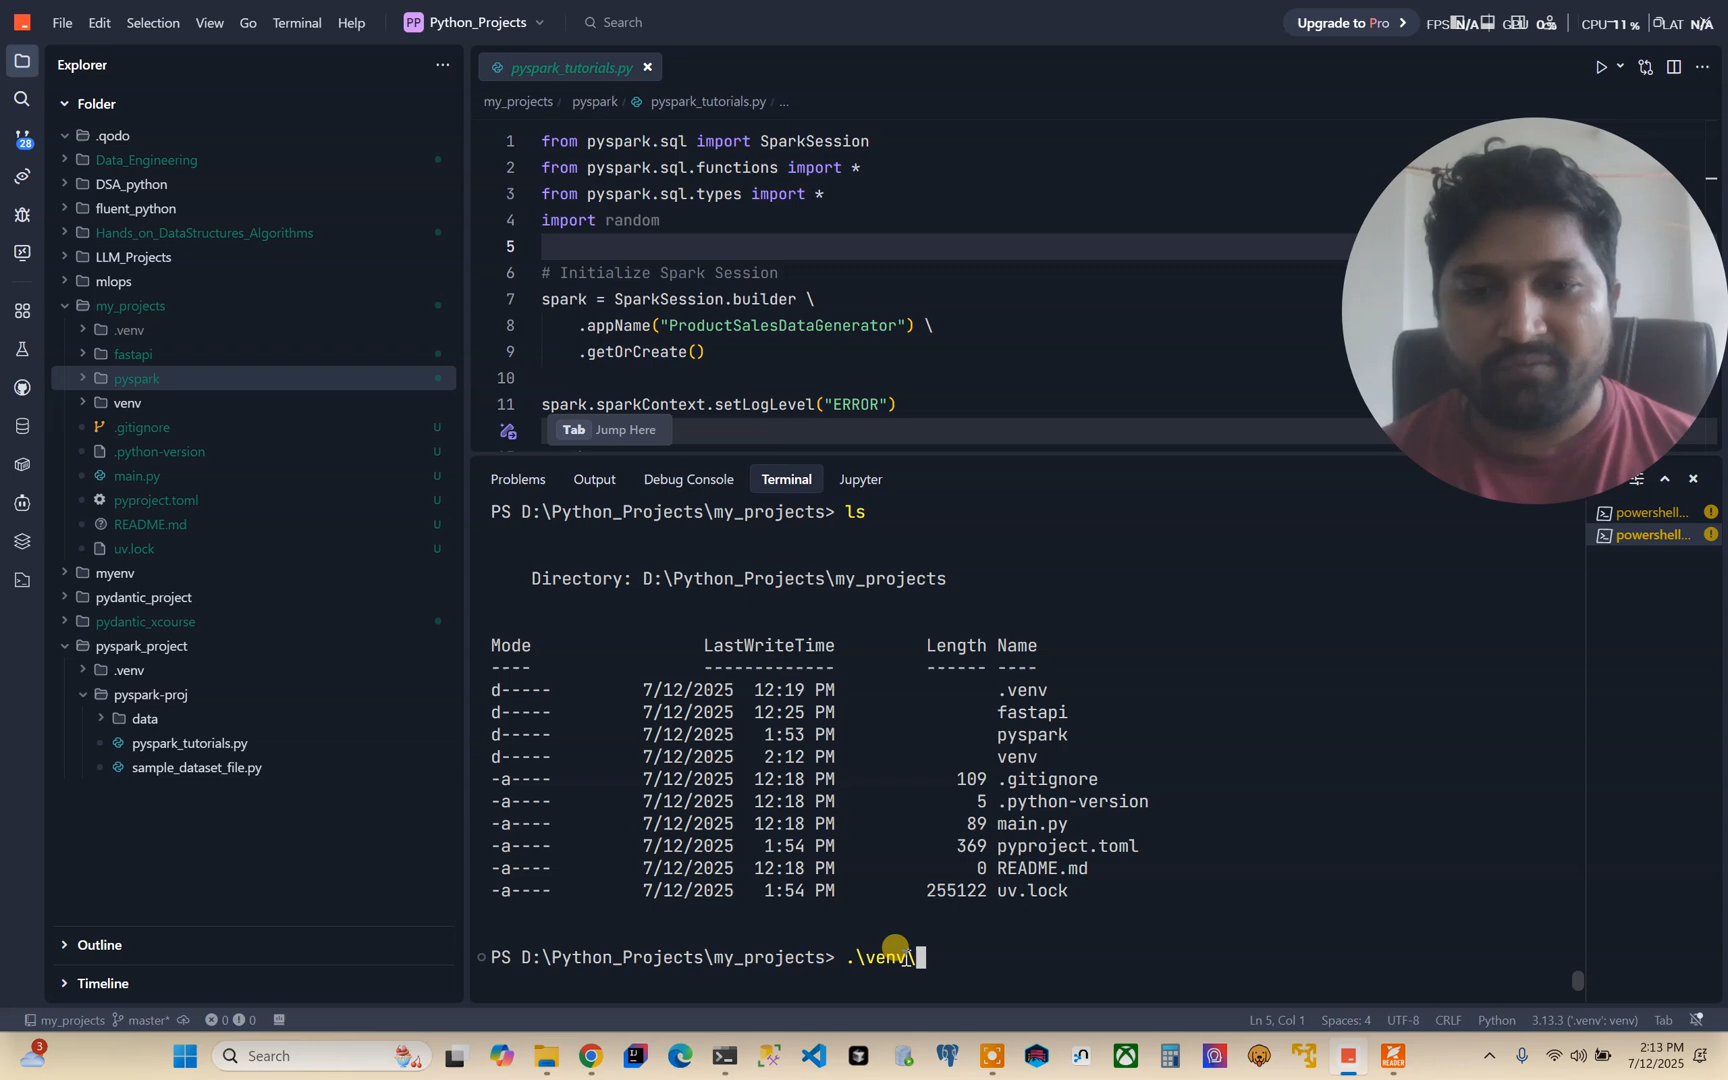 File Edit Selection View Go Terminal Help
PP Python_Projects
Search
Upgrade to Pro
FPS N/A GPU 0% CPU 11 % LAT N/A
Explorer
Folder
.qodo
Data_Engineering
DSA_python
fluent_python
Hands_on_DataStructures_Algorithms
LLM_Projects
mlops
my_projects
.venv
fastapi
pyspark
venv
.gitignore U
.python-version U
main.py U
pyproject.toml U
README.md U
uv.lock U
myenv
pydantic_project
pydantic_xcourse
pyspark_project
.venv
pyspark-proj
data
pyspark_tutorials.py
sample_dataset_file.py
Outline
Timeline
28
pyspark_tutorials.py
my_projects / pyspark / pyspark_tutorials.py / ...
1 from pyspark.sql import SparkSession
2 from pyspark.sql.functions import *
3 from pyspark.sql.types import *
4 import random
5
6 # Initialize Spark Session
7 spark = SparkSession.builder \
8 .appName("ProductSalesDataGenerator") \
9 .getOrCreate()
10
11 spark.sparkContext.setLogLevel("ERROR")
Tab Jump Here
Problems Output Debug Console Terminal Jupyter
powershell...
powershell...
PS D:\Python_Projects\my_projects> ls
Directory: D:\Python_Projects\my_projects
Mode LastWriteTime Length Name
---- ------------- ------ ----
d----- 7/12/2025 12:19 PM .venv
d----- 7/12/2025 12:25 PM fastapi
d----- 7/12/2025 1:53 PM pyspark
d----- 7/12/2025 2:12 PM venv
-a---- 7/12/2025 12:18 PM 109 .gitignore
-a---- 7/12/2025 12:18 PM 5 .python-version
-a---- 7/12/2025 12:18 PM 89 main.py
-a---- 7/12/2025 1:54 PM 369 pyproject.toml
-a---- 7/12/2025 12:18 PM 0 README.md
-a---- 7/12/2025 1:54 PM 255122 uv.lock
PS D:\Python_Projects\my_projects> .\venv\
my_projects master* 0 0
Ln 5, Col 1 Spaces: 4 UTF-8 CRLF Python 3.13.3 ('.venv': venv) Tab
3
Search
READER
2:13 PM
7/12/2025